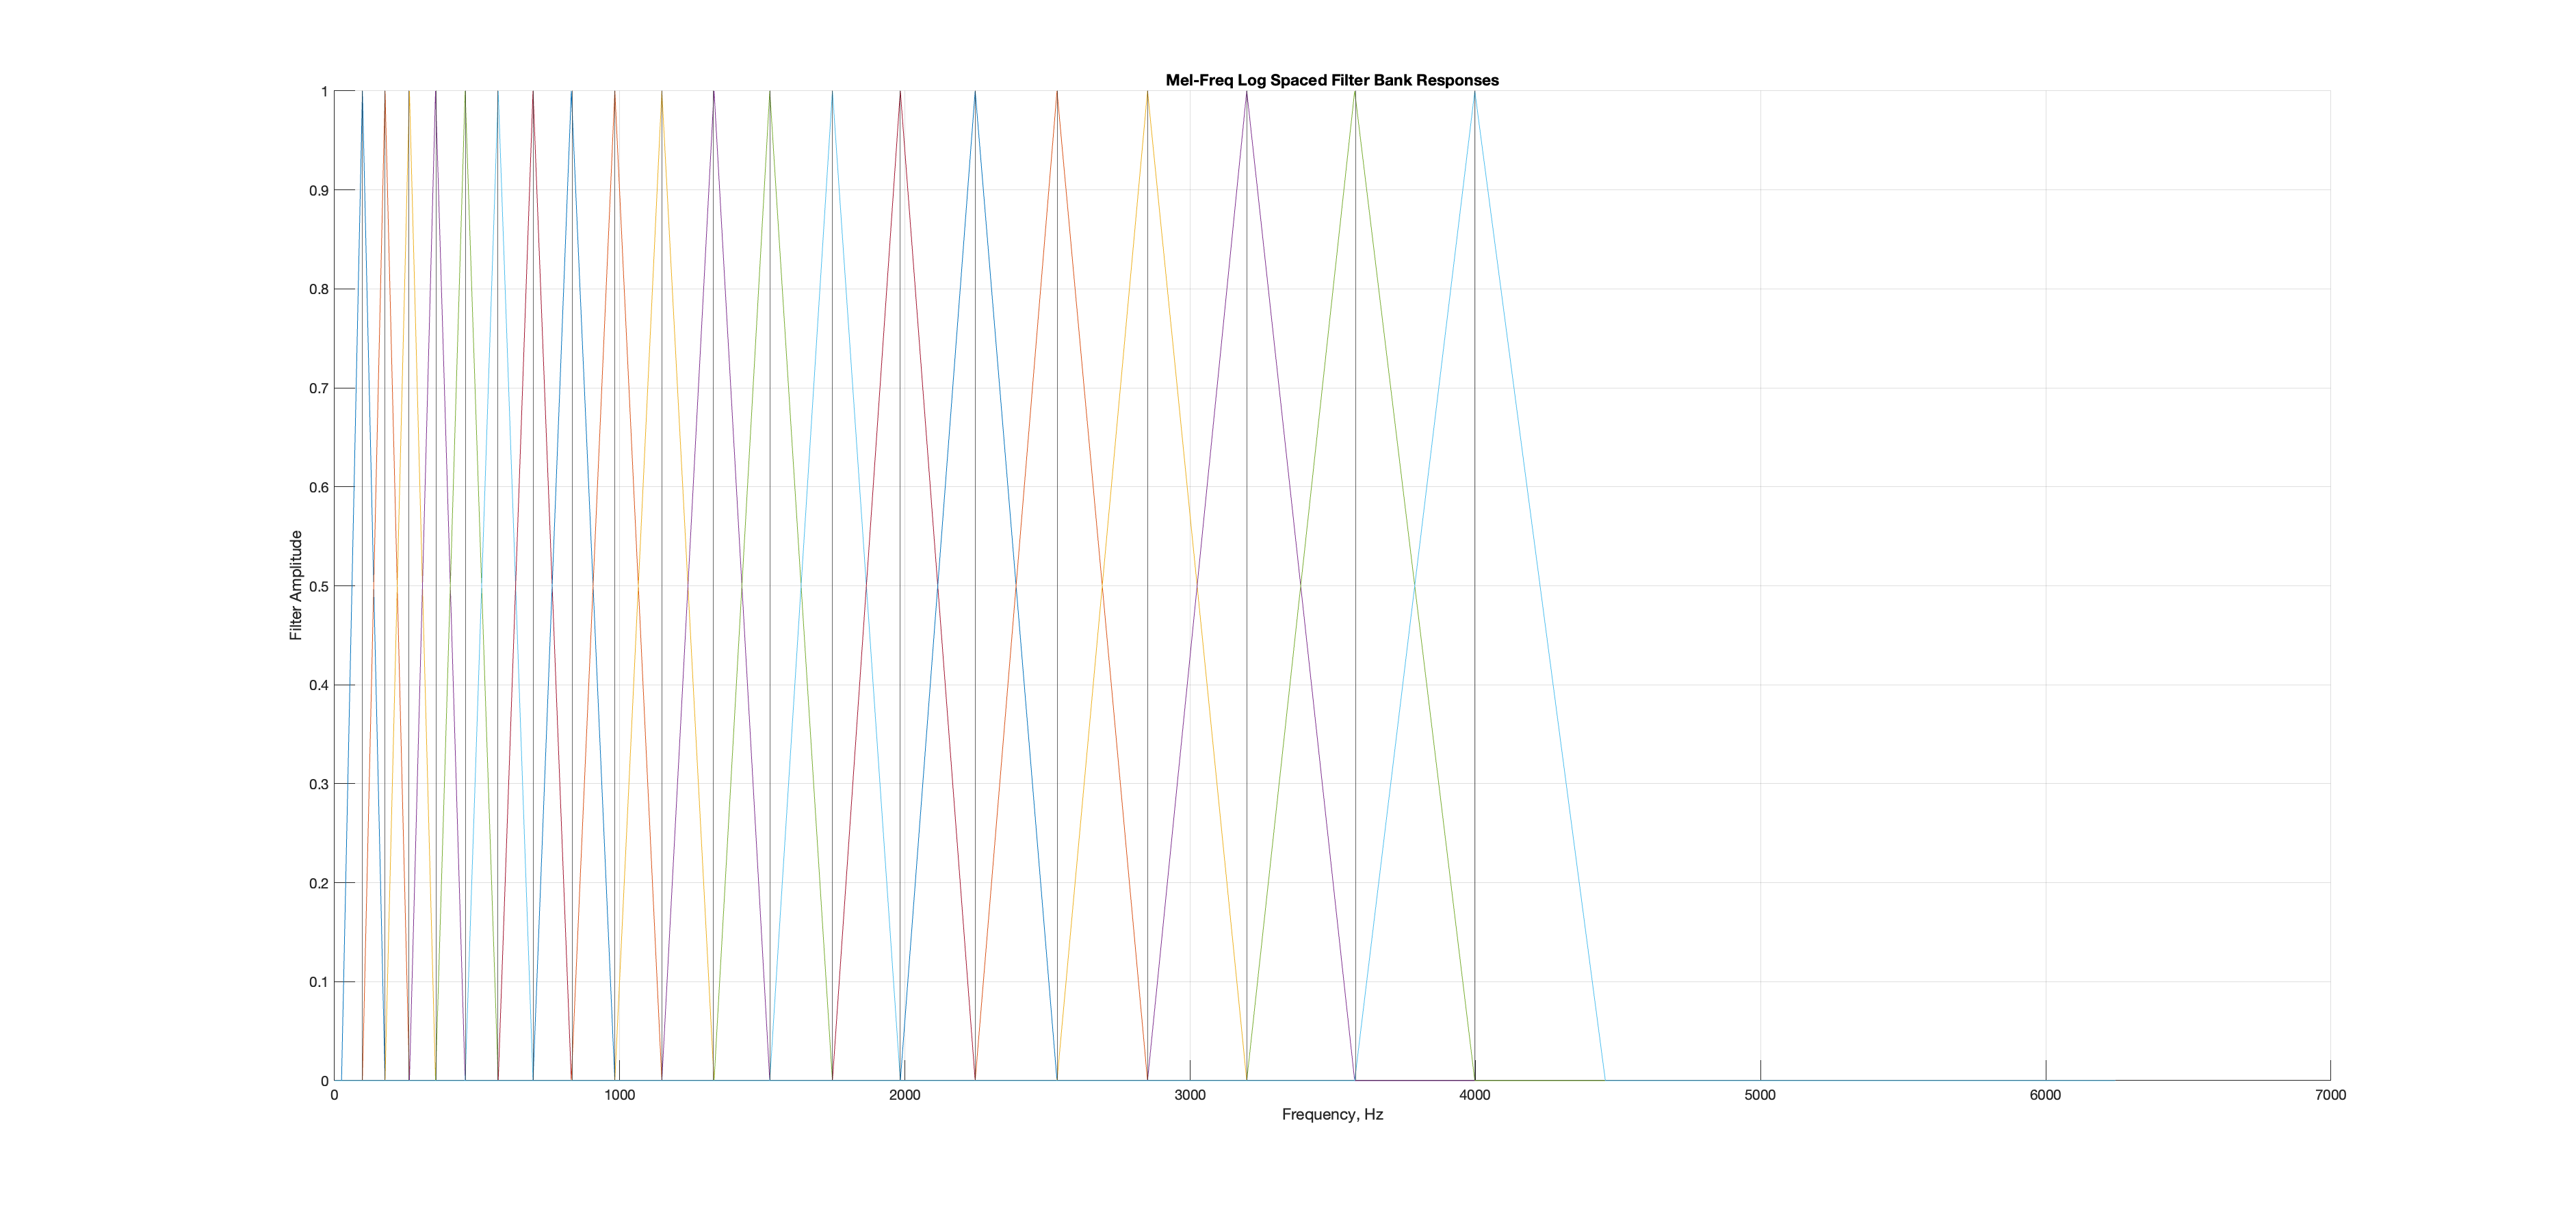 Mel-Freq Log Spaced Filter Bank Responses
1
0.9
0.8
0.7
0.6
0.5
0.4
0.3
0.2
0.1
0
Filter Amplitude
0 1000 2000 3000 4000 5000 6000 7000
Frequency, Hz